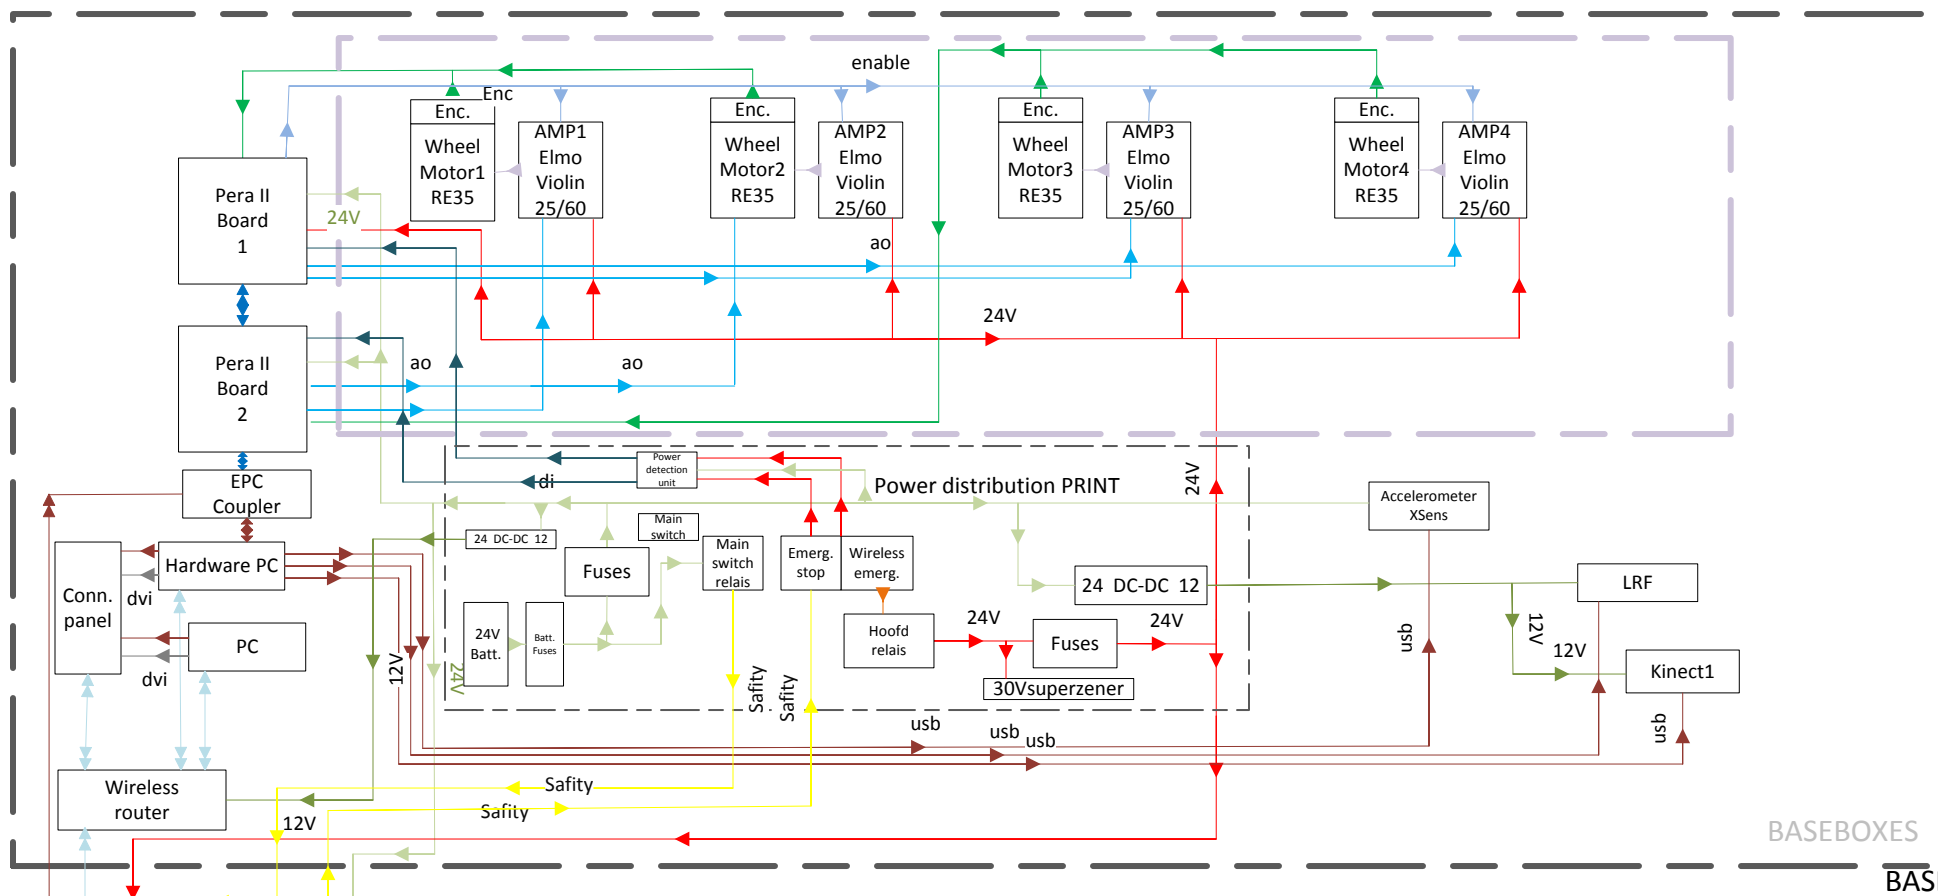 enable
Enc
Enc.
Wheel
Motor1
RE35
AMP1
Elmo
Violin
25/60
Enc.
Wheel
Motor2
RE35
AMP2
Elmo
Violin
25/60
Enc.
Wheel
Motor3
RE35
AMP3
Elmo
Violin
25/60
Enc.
Wheel
Motor4
RE35
AMP4
Elmo
Violin
25/60
Pera II
Board
1
24V
ao
24V
Pera II
Board
2
ao
ao
EPC
Coupler
Power
detection
unit
di
Power distribution PRINT
24V
Accelerometer
XSens
Main
switch
24 DC-DC 12
Fuses
Main
switch
relais
Emerg.
stop
Wireless
emerg.
Hardware PC
Conn.
panel
dvi
PC
dvi
24V
Batt.
Batt.
Fuses
24V
12V
Hoofd
relais
24V
Fuses
24V
30Vsuperzener
24 DC-DC 12
LRF
12V
12V
Kinect1
usb
usb
Safity
Safity
usb
usb
usb
Wireless
router
Safity
Safity
12V
BASEBOXES
BAS